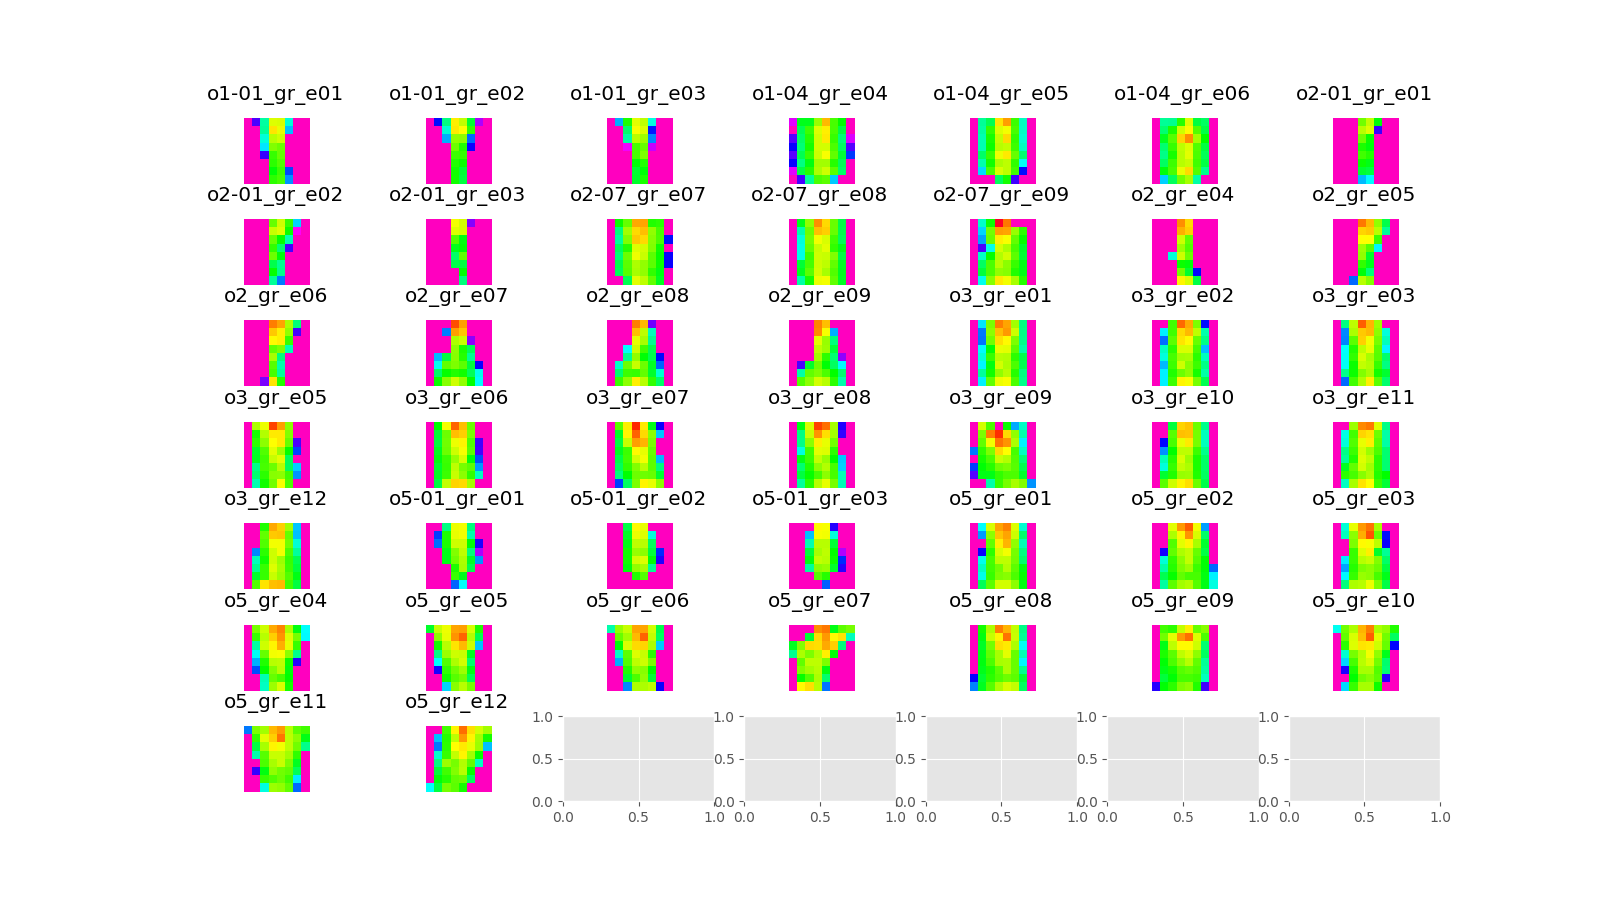 o1-01_gr_e01 o1-01_gr_e02 o1-01_gr_e03 o1-04_gr_e04 o1-04_gr_e05 o1-04_gr_e06 o2-01_gr_e01
o2-01_gr_e02 o2-01_gr_e03 o2-07_gr_e07 o2-07_gr_e08 o2-07_gr_e09 o2_gr_e04 o2_gr_e05
o2_gr_e06 o2_gr_e07 o2_gr_e08 o2_gr_e09 o3_gr_e01 o3_gr_e02 o3_gr_e03
o3_gr_e05 o3_gr_e06 o3_gr_e07 o3_gr_e08 o3_gr_e09 o3_gr_e10 o3_gr_e11
o3_gr_e12 o5-01_gr_e01 o5-01_gr_e02 o5-01_gr_e03 o5_gr_e01 o5_gr_e02 o5_gr_e03
o5_gr_e04 o5_gr_e05 o5_gr_e06 o5_gr_e07 o5_gr_e08 o5_gr_e09 o5_gr_e10
o5_gr_e11 o5_gr_e12
1.0 1.0 1.0 1.0 1.0
0.5 0.5 0.5 0.5 0.5
0.0 0.0 0.0 0.0 0.0
0.0 0.5 1.0 0.0 0.5 1.0 0.0 0.5 1.0 0.0 0.5 1.0 0.0 0.5 1.0